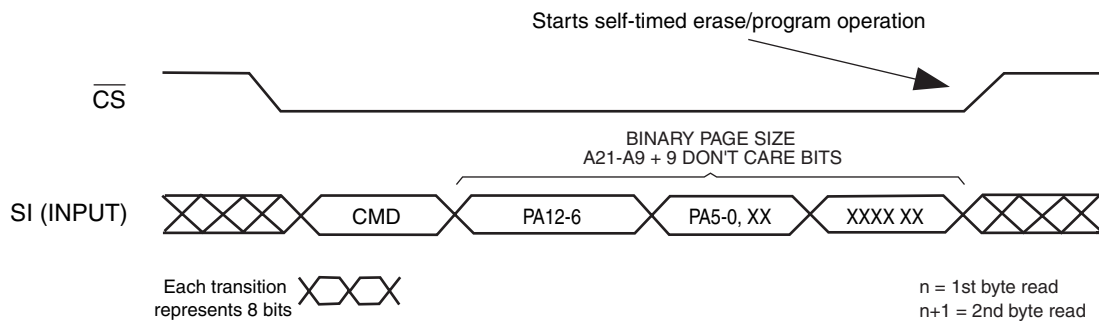 Starts self-timed erase/program operation
CS
BINARY PAGE SIZE
A21-A9 + 9 DON'T CARE BITS
SI (INPUT)
CMD
PA12-6
PA5-0, XX
XXXX XX
Each transition
represents 8 bits
n = 1st byte read
n+1 = 2nd byte read